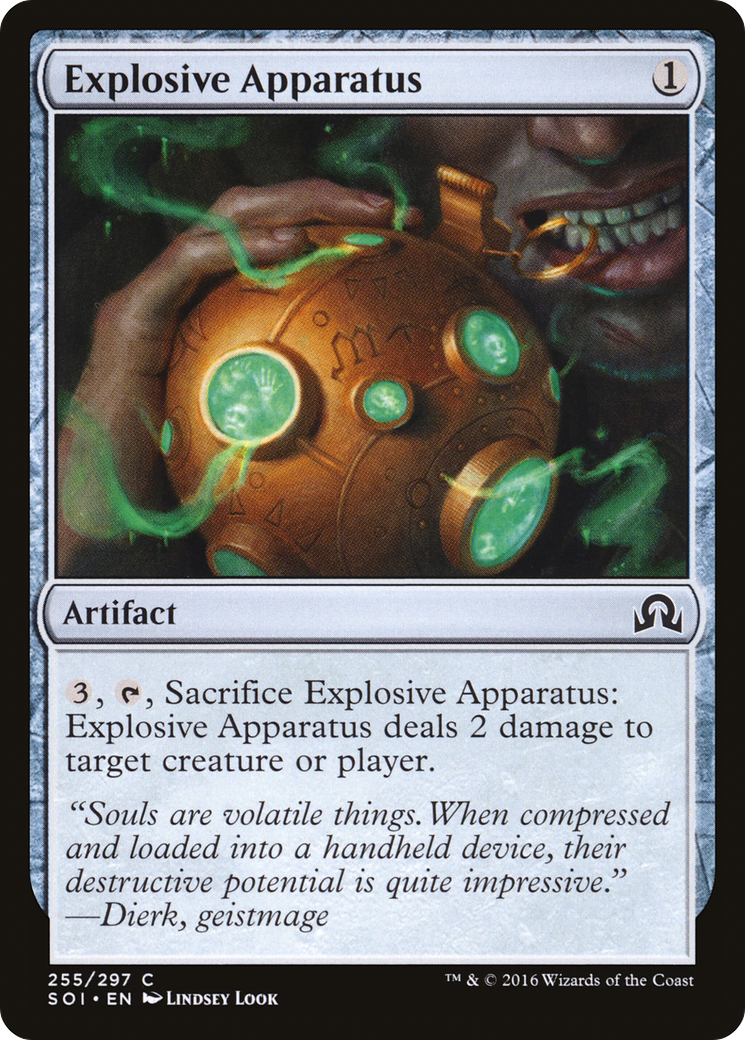 Explosive Apparatus 1
Artifact
3, , Sacrifice Explosive Apparatus:
Explosive Apparatus deals 2 damage to
target creature or player.
“Souls are volatile things. When compressed
and loaded into a handheld device, their
destructive potential is quite impressive.”
—Dierk, geistmage
255/297 C
SOI • EN Lindsey Look
™ & © 2016 Wizards of the Coast